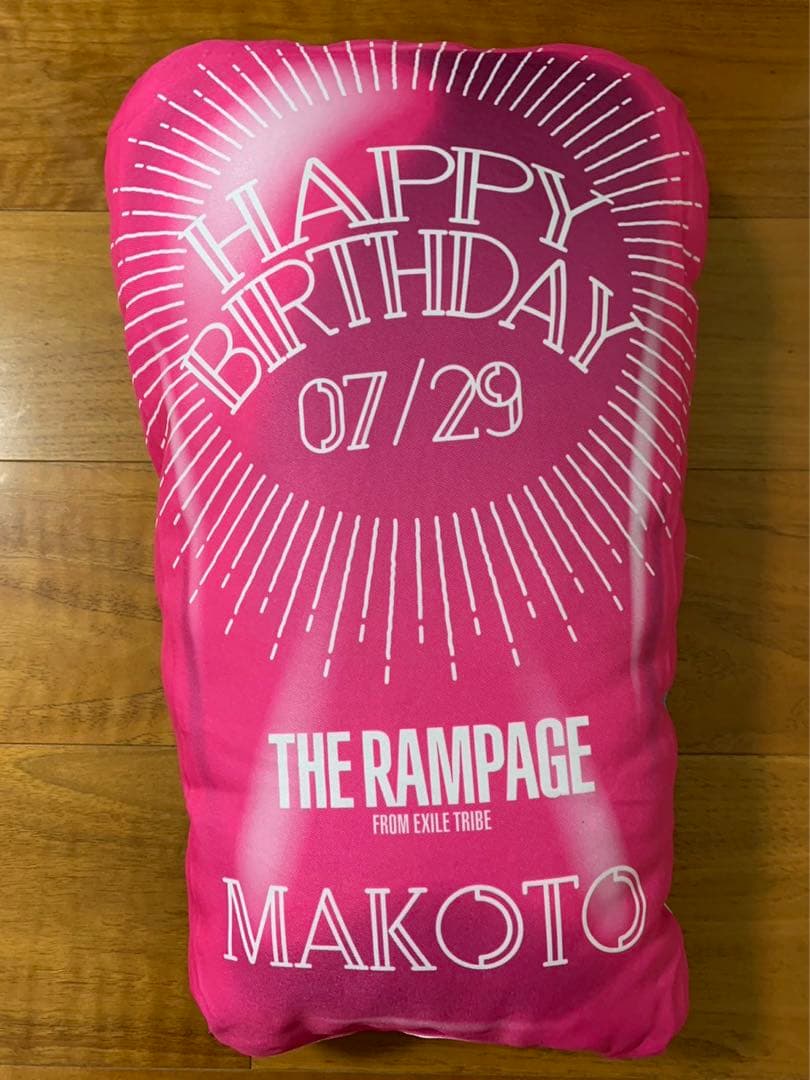 HAPPY
BIRTHDAY
07/29
THE RAMPAGE
FROM EXILE TRIBE
MAKOTO